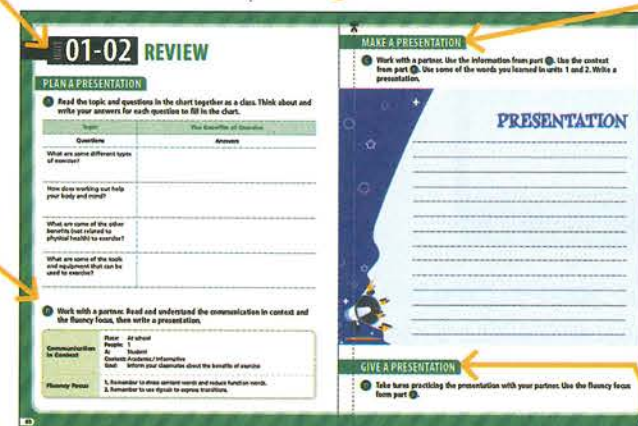 UNITS
01-02 REVIEW
PLAN A PRESENTATION
A Read the topic and questions in the chart together as a class. Think about and
write your answers for each question to fill in the chart.
Topic The Benefits of Exercise
Questions Answers
What are some different types
of exercise?
How does working out help
your body and mind?
What are some of the other
benefits (not related to
physical health) to exercise?
What are some of the tools
and equipment that can be
used to exercise?
B Work with a partner. Read and understand the communication in context and
the fluency focus, then write a presentation.
Communication
in Context
Place: At school
People: 1
A: Student
Context: Academic / Informative
Goal: Inform your classmates about the benefits of exercise
Fluency Focus
1. Remember to stress content words and reduce function words.
2. Remember to use signals to express transitions.
MAKE A PRESENTATION
C Work with a partner. Use the information from part A. Use the context
from part B. Use some of the words you learned in units 1 and 2. Write a
presentation.
PRESENTATION
GIVE A PRESENTATION
D Take turns practicing the presentation with your partner. Use the fluency focus
form part B.